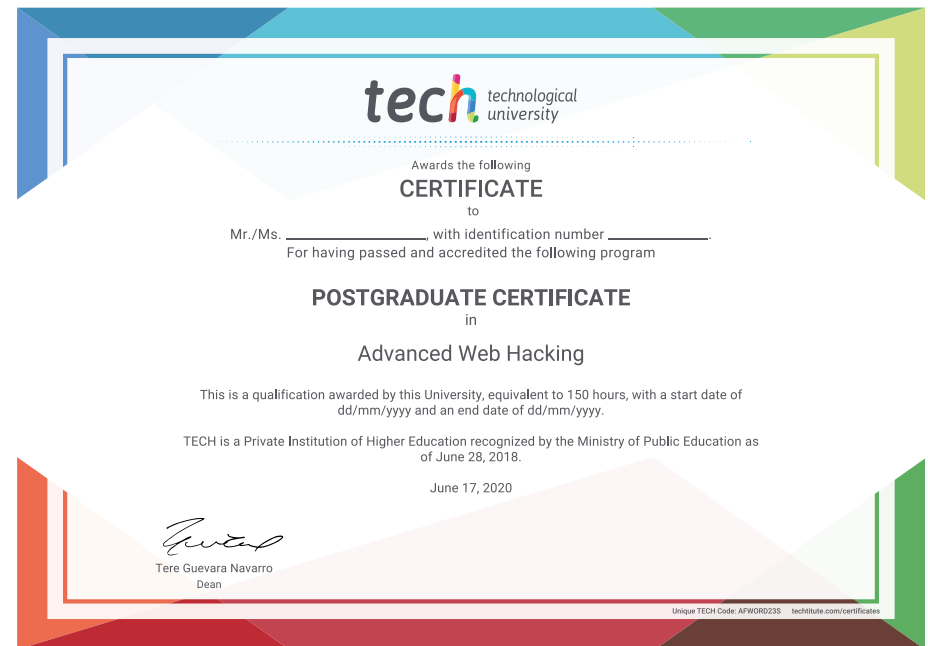 tech technological
university
Awards the following
CERTIFICATE
to
Mr./Ms. ____________________, with identification number ______________.
For having passed and accredited the following program
POSTGRADUATE CERTIFICATE
in
Advanced Web Hacking
This is a qualification awarded by this University, equivalent to 150 hours, with a start date of
dd/mm/yyyy and an end date of dd/mm/yyyy.
TECH is a Private Institution of Higher Education recognized by the Ministry of Public Education as
of June 28, 2018.
June 17, 2020
Tere Guevara Navarro
Dean
Unique TECH Code: AFWORD23S techtitute.com/certificates